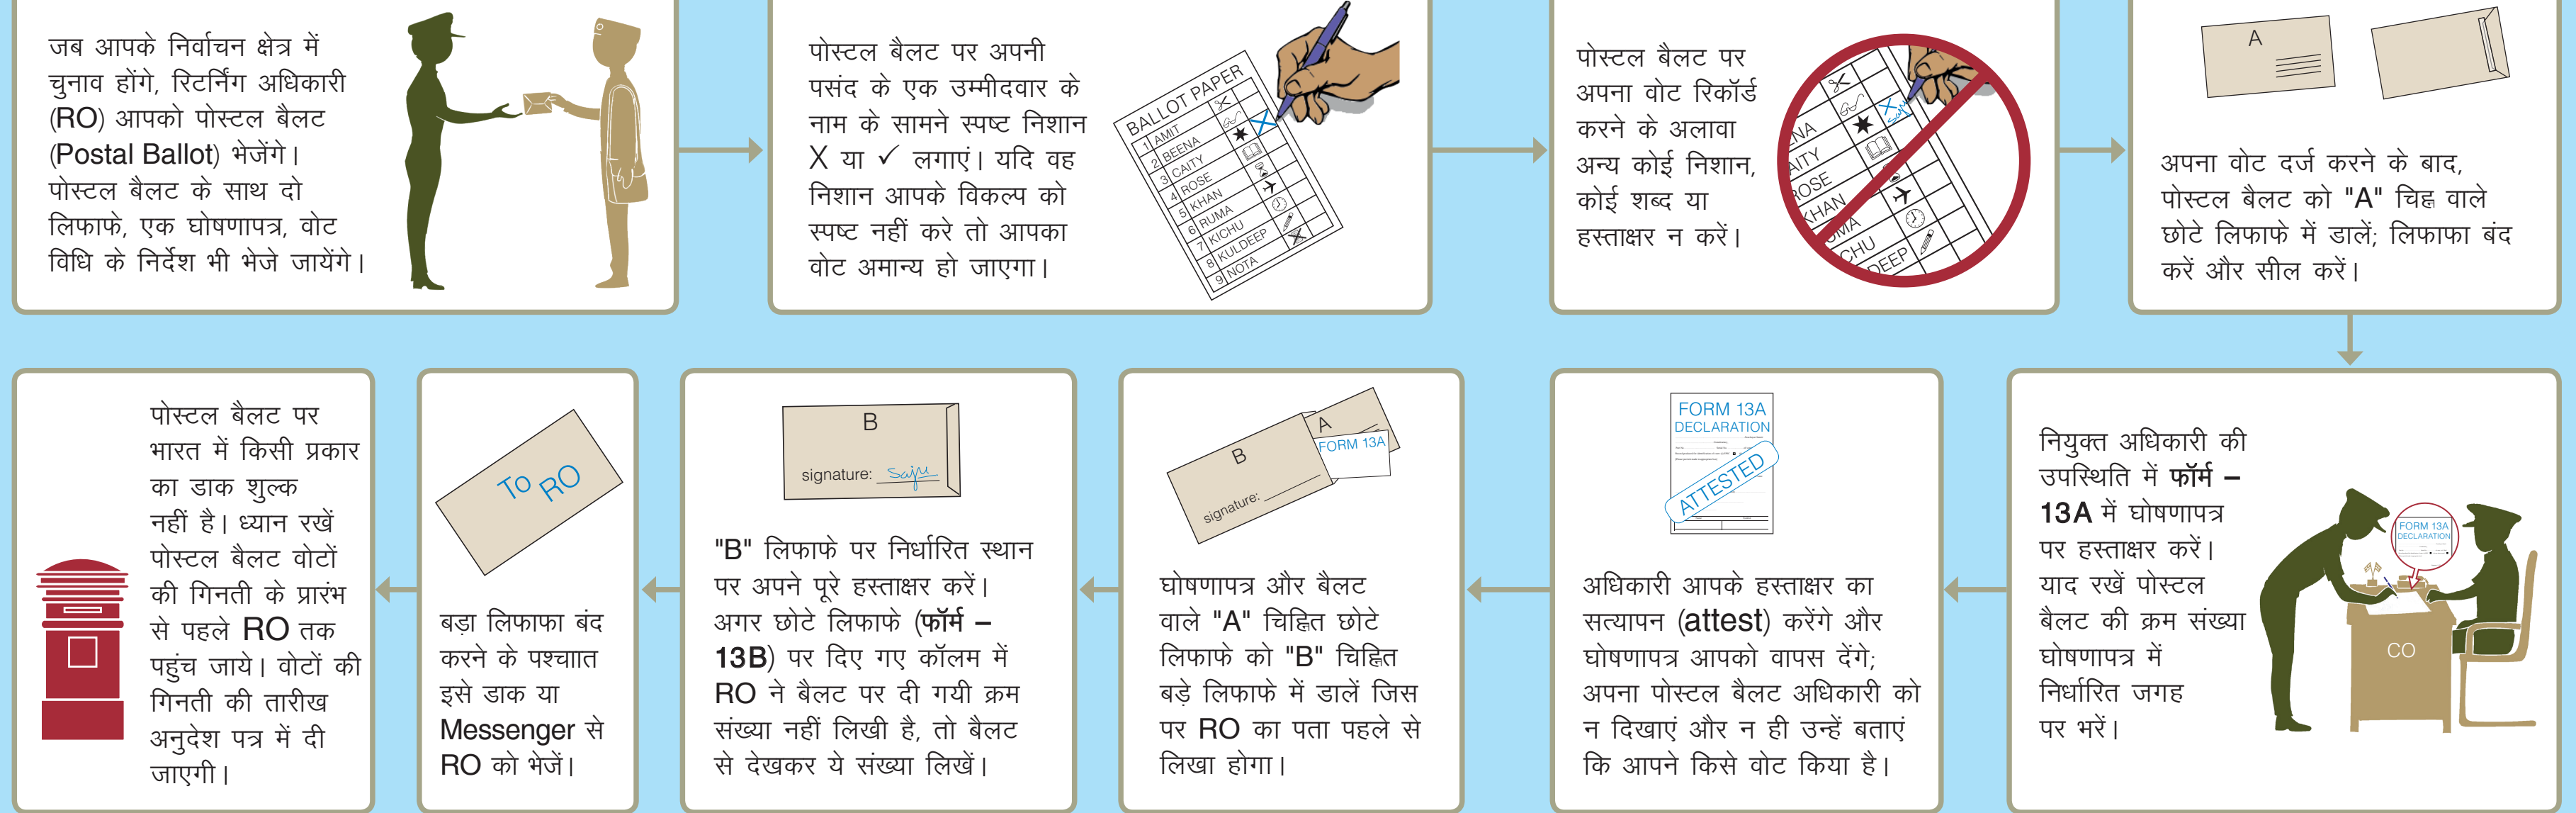 जब आपके निर्वाचन क्षेत्र में
चुनाव होंगे, रिटर्निंग अधिकारी
(RO) आपको पोस्टल बैलट
(Postal Ballot) भेजेंगे।
पोस्टल बैलट के साथ दो
लिफाफे, एक घोषणापत्र, वोट
विधि के निर्देश भी भेजे जायेंगे।
पोस्टल बैलट पर अपनी
पसंद के एक उम्मीदवार के
नाम के सामने स्पष्ट निशान
X या ✓ लगाएं। यदि वह
निशान आपके विकल्प को
स्पष्ट नहीं करे तो आपका
वोट अमान्य हो जाएगा।
BALLOT PAPER
1 AMIT
2 BEENA
3 CAITY
4 ROSE
5 KHAN
6 RUMA
7 KICHU
8 KULDEEP
9 NOTA
पोस्टल बैलट पर
अपना वोट रिकॉर्ड
करने के अलावा
अन्य कोई निशान,
कोई शब्द या
हस्ताक्षर न करें।
ENA
AITY
ROSE
KHAN
UMA
CHU
DEEP
Saju
A
अपना वोट दर्ज करने के बाद,
पोस्टल बैलट को "A" चिह्न वाले
छोटे लिफाफे में डालें; लिफाफा बंद
करें और सील करें।
नियुक्त अधिकारी की
उपस्थिति में फॉर्म –
13A में घोषणापत्र
पर हस्ताक्षर करें।
याद रखें पोस्टल
बैलट की क्रम संख्या
घोषणापत्र में
निर्धारित जगह
पर भरें।
FORM 13A
DECLARATION
CO
FORM 13A
DECLARATION
ATTESTED
अधिकारी आपके हस्ताक्षर का
सत्यापन (attest) करेंगे और
घोषणापत्र आपको वापस देंगे;
अपना पोस्टल बैलट अधिकारी को
न दिखाएं और न ही उन्हें बताएं
कि आपने किसे वोट किया है।
A
FORM 13A
B
signature:
घोषणापत्र और बैलट
वाले "A" चिह्नित छोटे
लिफाफे को "B" चिह्नित
बड़े लिफाफे में डालें जिस
पर RO का पता पहले से
लिखा होगा।
B
signature: Saju
"B" लिफाफे पर निर्धारित स्थान
पर अपने पूरे हस्ताक्षर करें।
अगर छोटे लिफाफे (फॉर्म –
13B) पर दिए गए कॉलम में
RO ने बैलट पर दी गयी क्रम
संख्या नहीं लिखी है, तो बैलट
से देखकर ये संख्या लिखें।
To
RO
बड़ा लिफाफा बंद
करने के पश्चाात
इसे डाक या
Messenger से
RO को भेजें।
पोस्टल बैलट पर
भारत में किसी प्रकार
का डाक शुल्क
नहीं है। ध्यान रखें
पोस्टल बैलट वोटों
की गिनती के प्रारंभ
से पहले RO तक
पहुंच जाये। वोटों की
गिनती की तारीख
अनुदेश पत्र में दी
जाएगी।